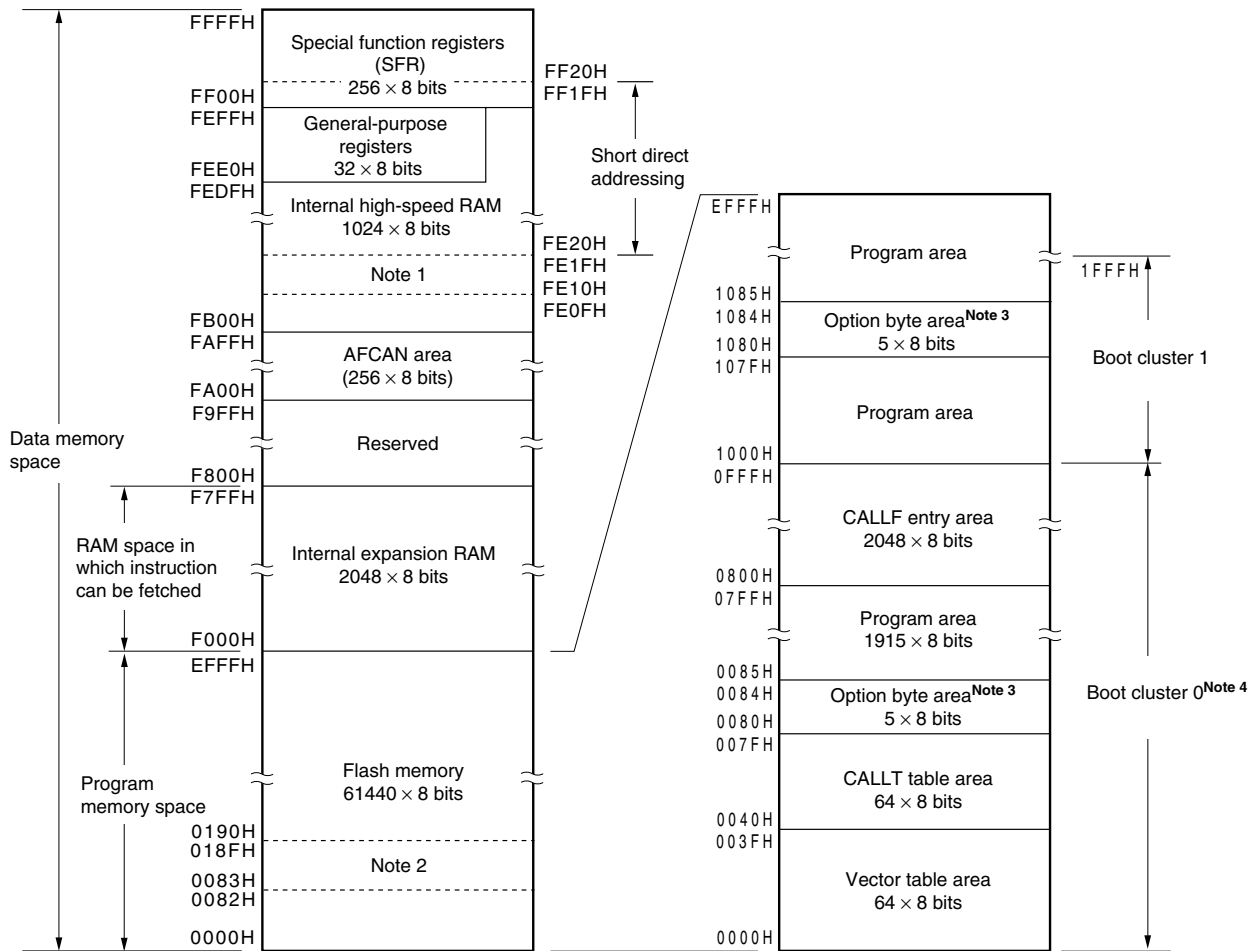 FFFFH
Special function registers
(SFR)
256 × 8 bits
FF20H
FF1FH
FF00H
FEFFH
General-purpose
registers
32 × 8 bits
FEE0H
FEDFH
Short direct
addressing
Internal high-speed RAM
1024 × 8 bits
FE20H
FE1FH
Note 1
FE10H
FE0FH
FB00H
FAFFH
AFCAN area
(256 × 8 bits)
FA00H
F9FFH
Reserved
Data memory
space
F800H
F7FFH
RAM space in
which instruction
can be fetched
Internal expansion RAM
2048 × 8 bits
F000H
EFFFH
Flash memory
61440 × 8 bits
Program
memory space
0190H
018FH
Note 2
0083H
0082H
0000H
EFFFH
Program area
1FFFH
1085H
1084H
Option byte area Note 3
5 × 8 bits
1080H
107FH
Boot cluster 1
Program area
1000H
0FFFH
CALLF entry area
2048 × 8 bits
0800H
07FFH
Program area
1915 × 8 bits
0085H
0084H
Option byte area Note 3
5 × 8 bits
Boot cluster 0 Note 4
0080H
007FH
CALLT table area
64 × 8 bits
0040H
003FH
Vector table area
64 × 8 bits
0000H